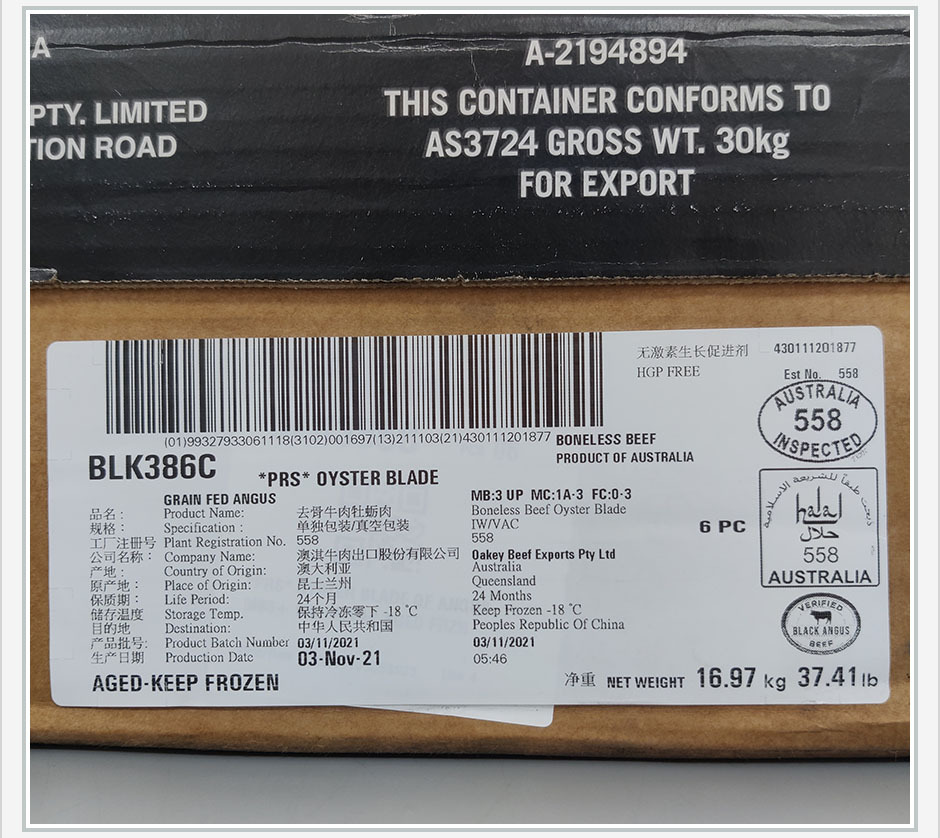 A
A-2194894
PTY. LIMITED
TION ROAD
THIS CONTAINER CONFORMS TO
AS3724 GROSS WT. 30kg
FOR EXPORT
无激素生长促进剂 430111201877
HGP FREE
Est No. 558
AUSTRALIA
558
INSPECTED
(01)99327933061118(3102)001697(13)211103(21)430111201877
BONELESS BEEF
PRODUCT OF AUSTRALIA
BLK386C *PRS* OYSTER BLADE
GRAIN FED ANGUS MB:3 UP MC:1A-3 FC:0-3
品名: Product Name: 去骨牛肉牡蛎肉 Boneless Beef Oyster Blade
规格: Specification : 单独包装/真空包装 IW/VAC
6 PC
工厂注册号 Plant Registration No. 558 558
公司名称: Company Name: 澳淇牛肉出口股份有限公司 Oakey Beef Exports Pty Ltd
产地: Country of Origin: 澳大利亚 Australia
原产地: Place of Origin: 昆士兰州 Queensland
保质期: Life Period: 24个月 24 Months
储存温度 Storage Temp. 保持冷冻零下 -18 ℃ Keep Frozen -18 ℃
目的地 Destination: 中华人民共和国 Peoples Republic Of China
产品批号: Product Batch Number 03/11/2021 03/11/2021
生产日期 Production Date 03-Nov-21 05:46
halal
حلال
558
AUSTRALIA
VERIFIED
BLACK ANGUS
BEEF
AGED-KEEP FROZEN
净重 NET WEIGHT 16.97 kg 37.41 lb